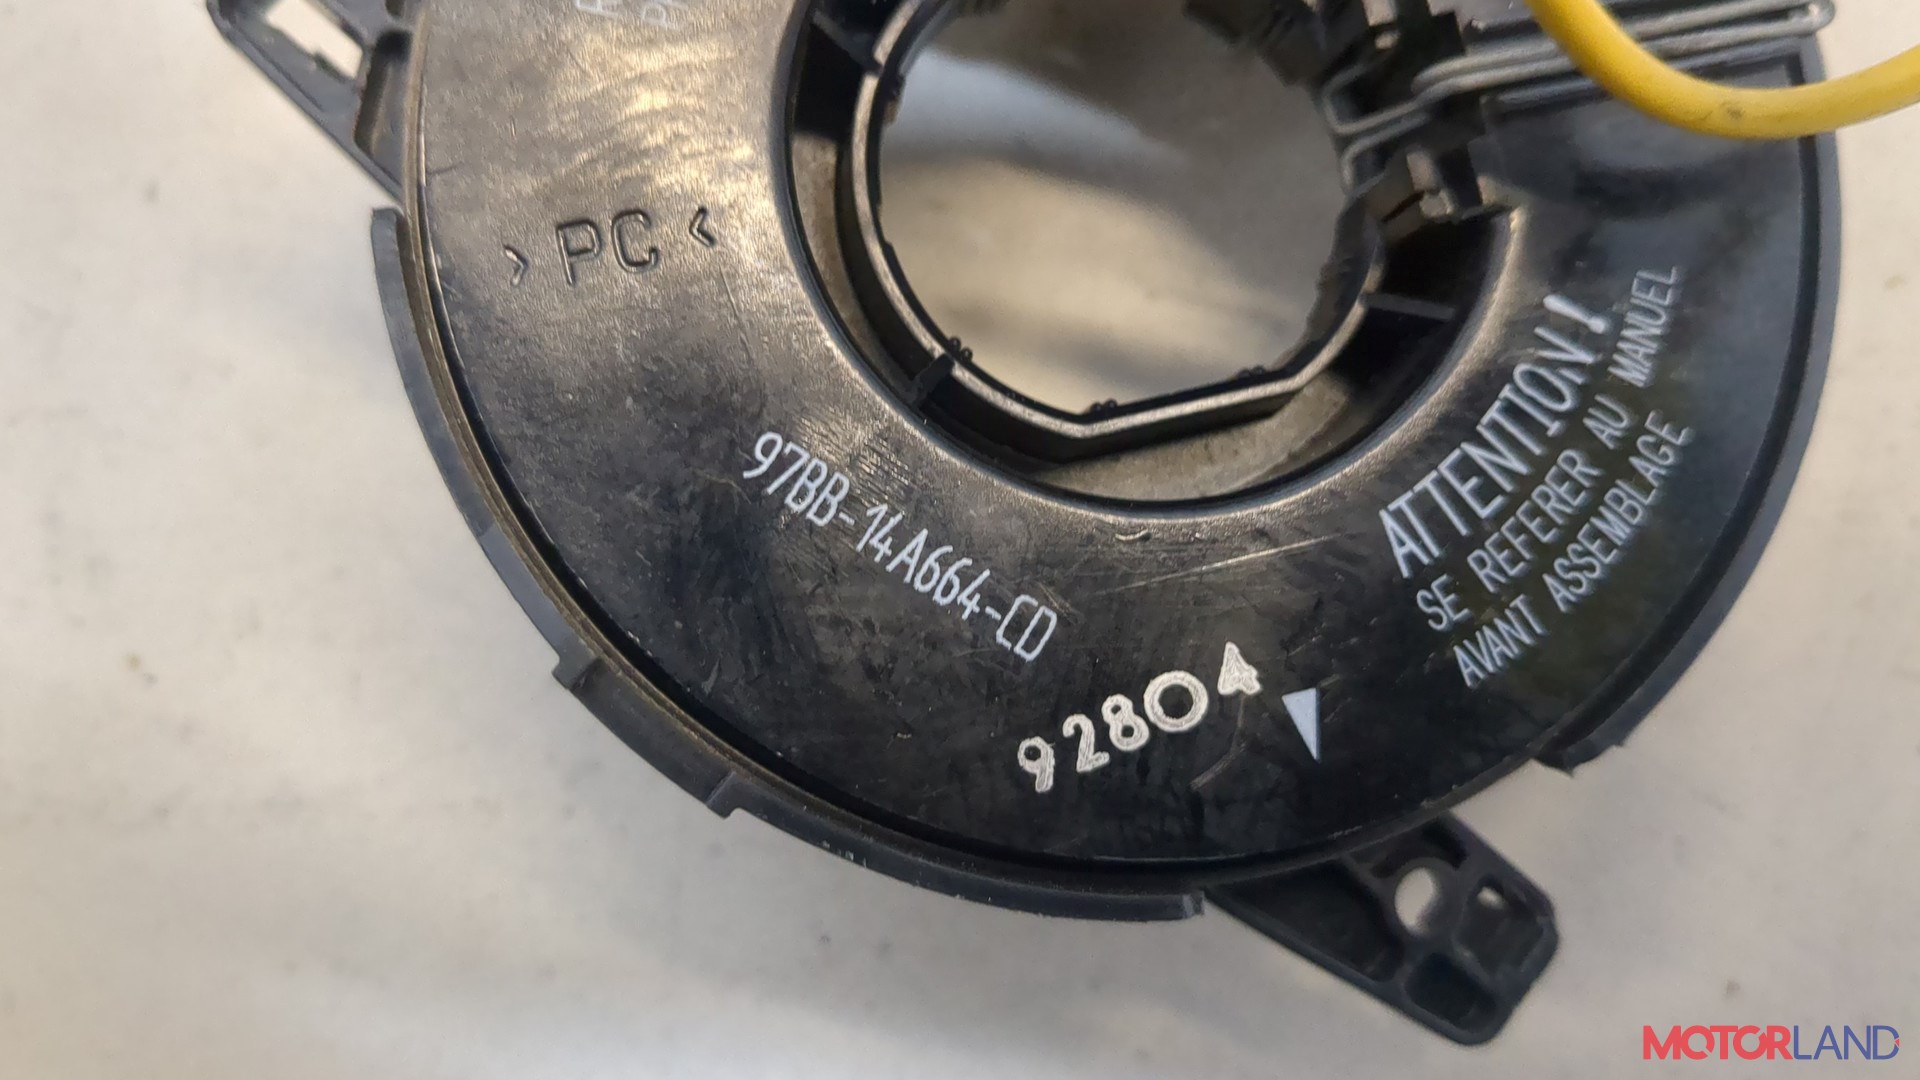 > PC <
97BB-14A664-CD
92804
ATTENTION!
SE REFERER AU MANUEL
AVANT ASSEMBLAGE
MOTORLAND